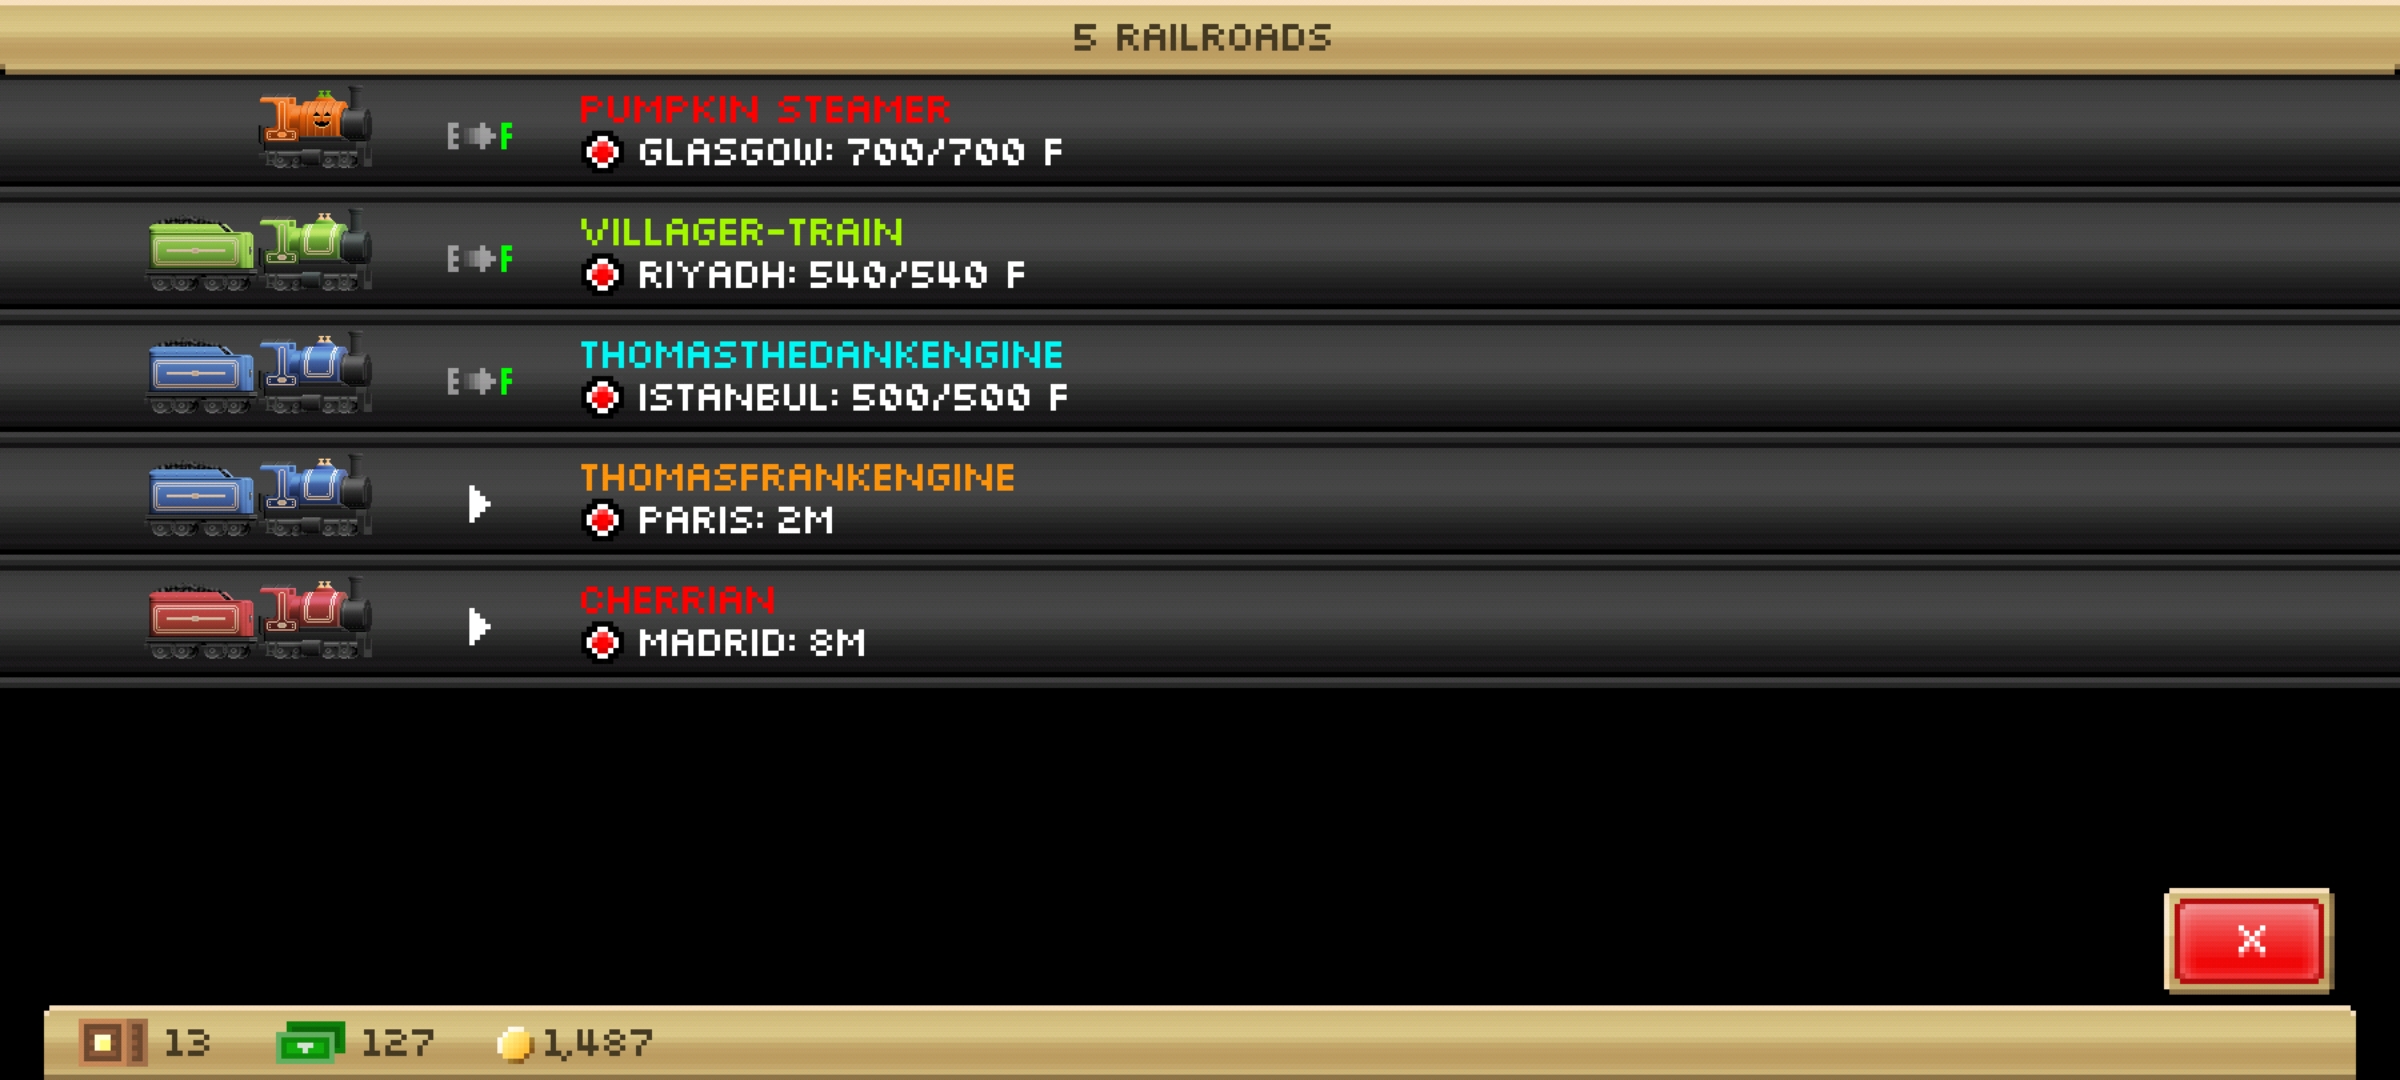 5 RAILROADS
PUMPKIN STEAMER
E F
GLASGOW: 700/700 F
VILLAGER-TRAIN
E F
RIYADH: 540/540 F
THOMASTHEDANKENGINE
E F
ISTANBUL: 500/500 F
THOMASFRANKENGINE
PARIS: 2M
CHERRIAN
MADRID: 8M
X
13 127 1,487